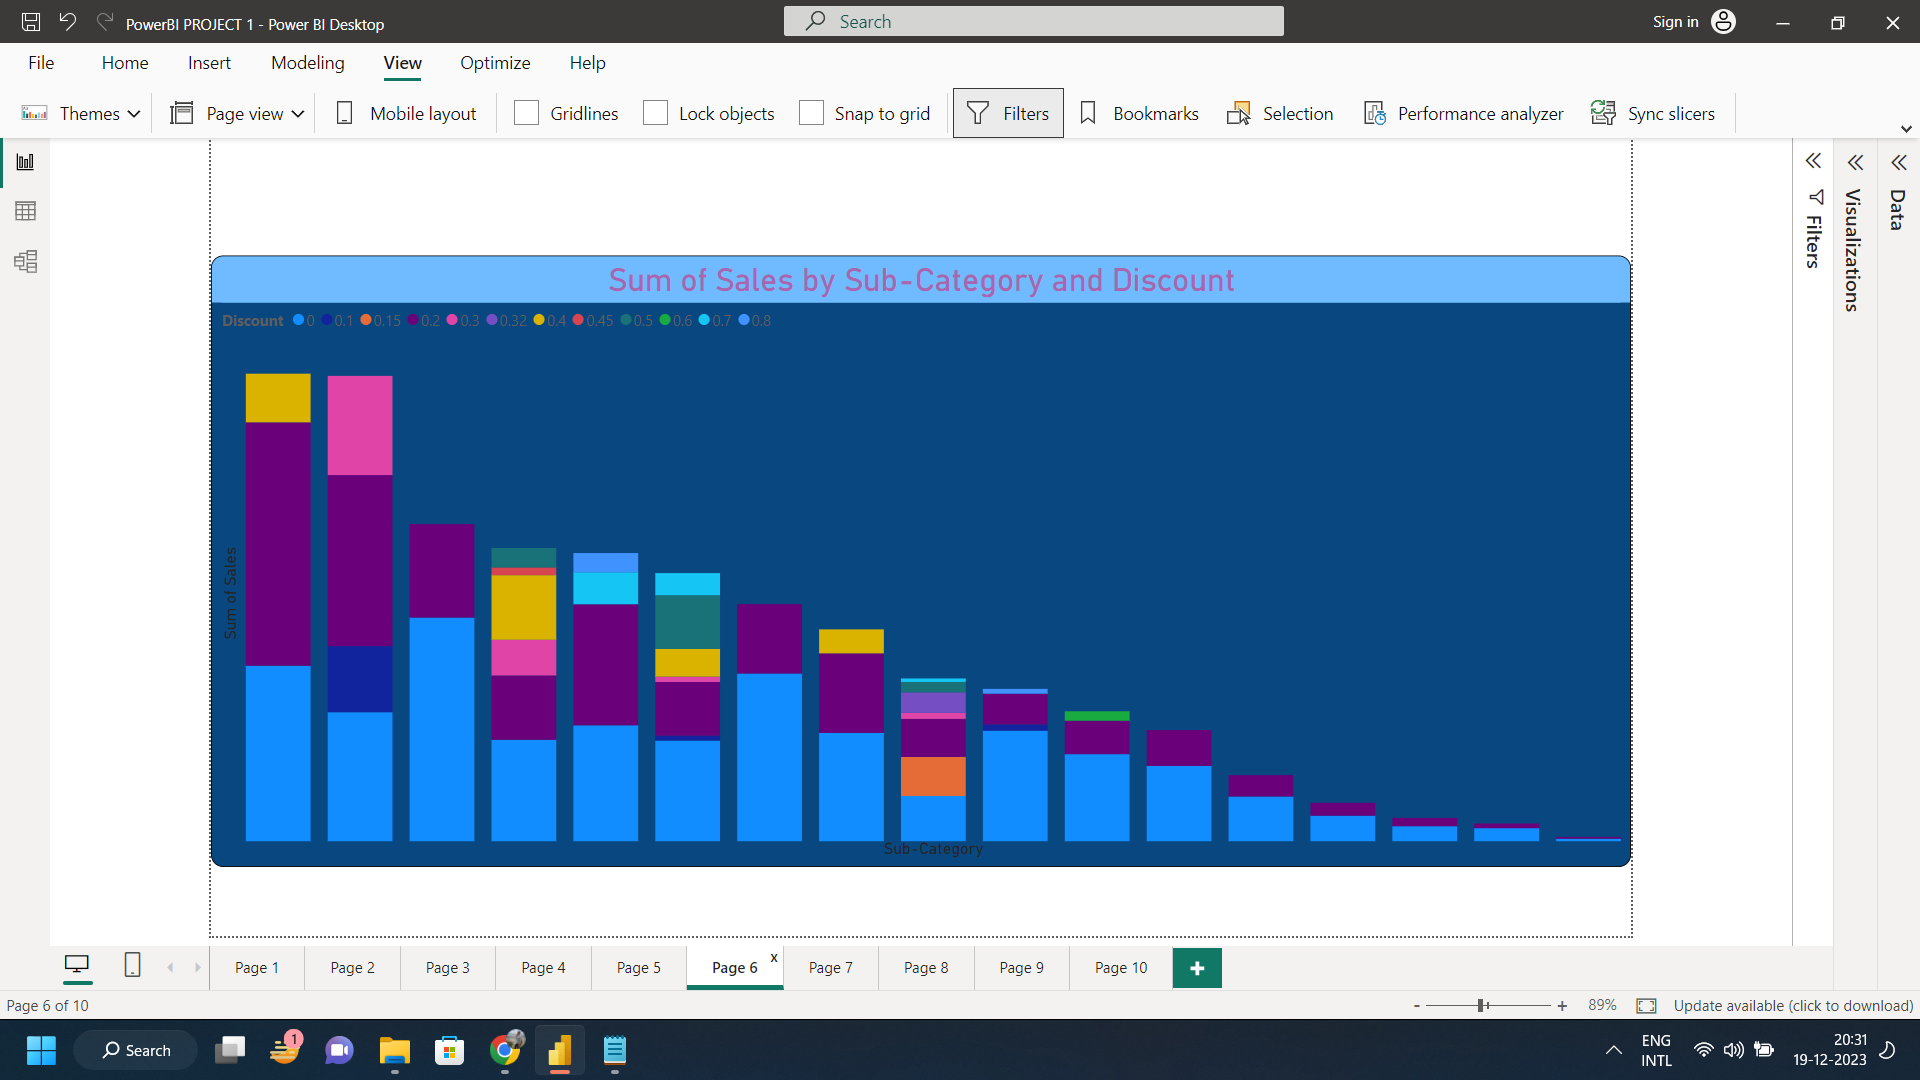 PowerBI PROJECT 1 - Power BI Desktop
Search
Sign in
File Home Insert Modeling View Optimize Help
Themes Page view Mobile layout Gridlines Lock objects Snap to grid Filters Bookmarks Selection Performance analyzer Sync slicers
Filters
Visualizations
Data
Sum of Sales by Sub-Category and Discount
Discount 0 0.1 0.15 0.2 0.3 0.32 0.4 0.45 0.5 0.6 0.7 0.8
Sum of Sales
Sub-Category
Page 1 Page 2 Page 3 Page 4 Page 5 Page 6 x Page 7 Page 8 Page 9 Page 10 +
Page 6 of 10
- + 89% Update available (click to download)
Search
1
ENG
INTL
20:31
19-12-2023